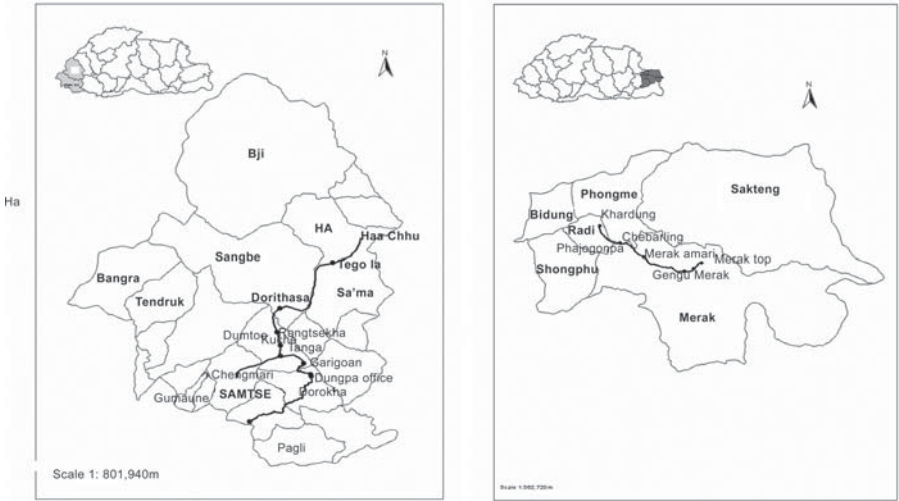 Ha
N
Bji
HA
Haa Chhu
Sangbe
Tego la
Bangra
Sa'ma
Tendruk
Dorithasa
Dumtoe
Rangtsekha
Kucha
Tanga
Garigoan
Chengmari
Dungpa office
Gumaune
SAMTSE
Dorokha
Pagli
Scale 1: 801,940m
N
Sakteng
Phongme
Bidung
Khardung
Radi
Chebarling
Phajogonpa
Merak amari
Merak top
Shongphu
Gengu
Merak
Merak